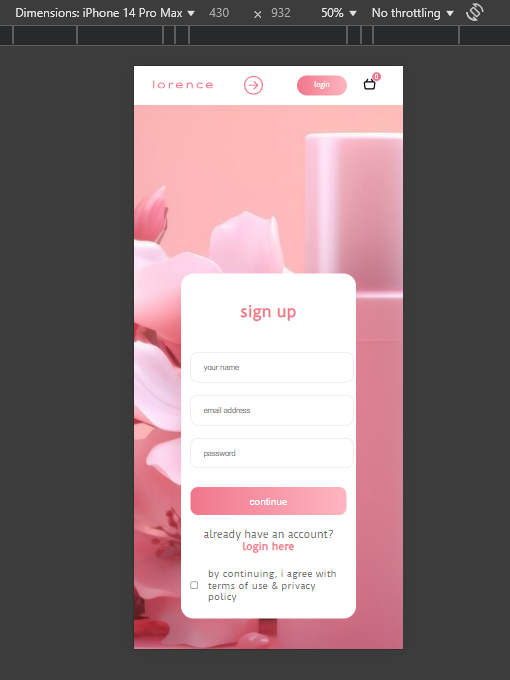 Dimensions: iPhone 14 Pro Max 430 × 932 50% No throttling
lorence login 0
sign up
your name
email address
password
continue
already have an account?
login here
by continuing, i agree with
terms of use & privacy
policy